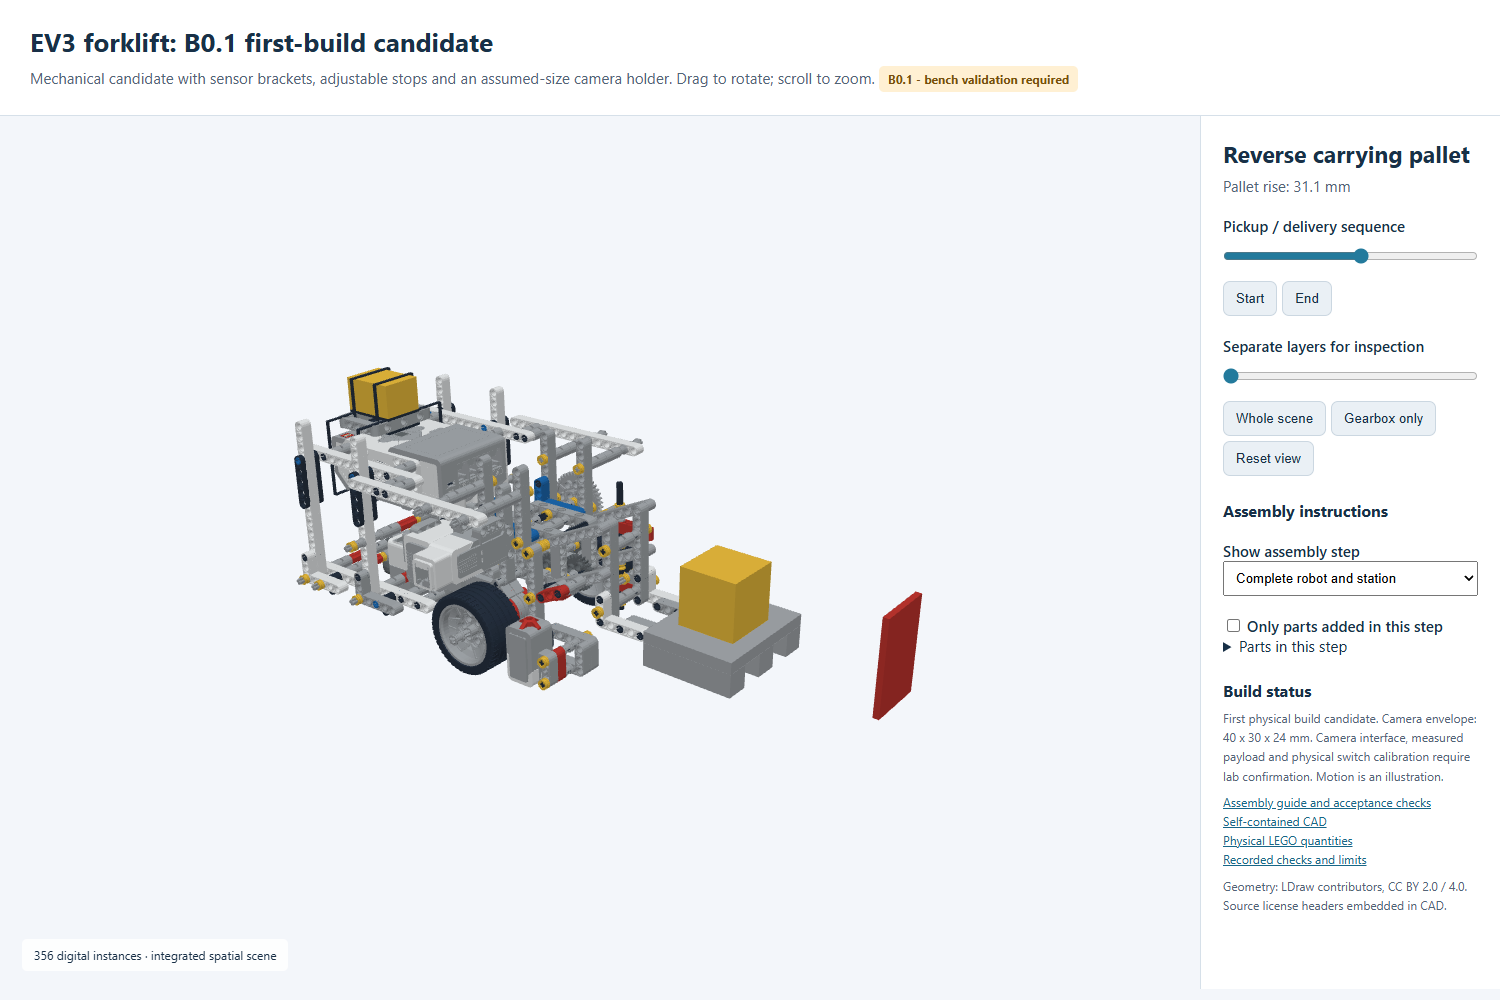 EV3 forklift: B0.1 first-build candidate
Mechanical candidate with sensor brackets, adjustable stops and an assumed-size camera holder. Drag to rotate; scroll to zoom. B0.1 - bench validation required
Reverse carrying pallet
Pallet rise: 31.1 mm
Pickup / delivery sequence
Start End
Separate layers for inspection
Whole scene Gearbox only
Reset view
Assembly instructions
Show assembly step
Complete robot and station
Only parts added in this step
Parts in this step
Build status
First physical build candidate. Camera envelope:
40 x 30 x 24 mm. Camera interface, measured
payload and physical switch calibration require
lab confirmation. Motion is an illustration.
Assembly guide and acceptance checks
Self-contained CAD
Physical LEGO quantities
Recorded checks and limits
Geometry: LDraw contributors, CC BY 2.0 / 4.0.
Source license headers embedded in CAD.
356 digital instances · integrated spatial scene